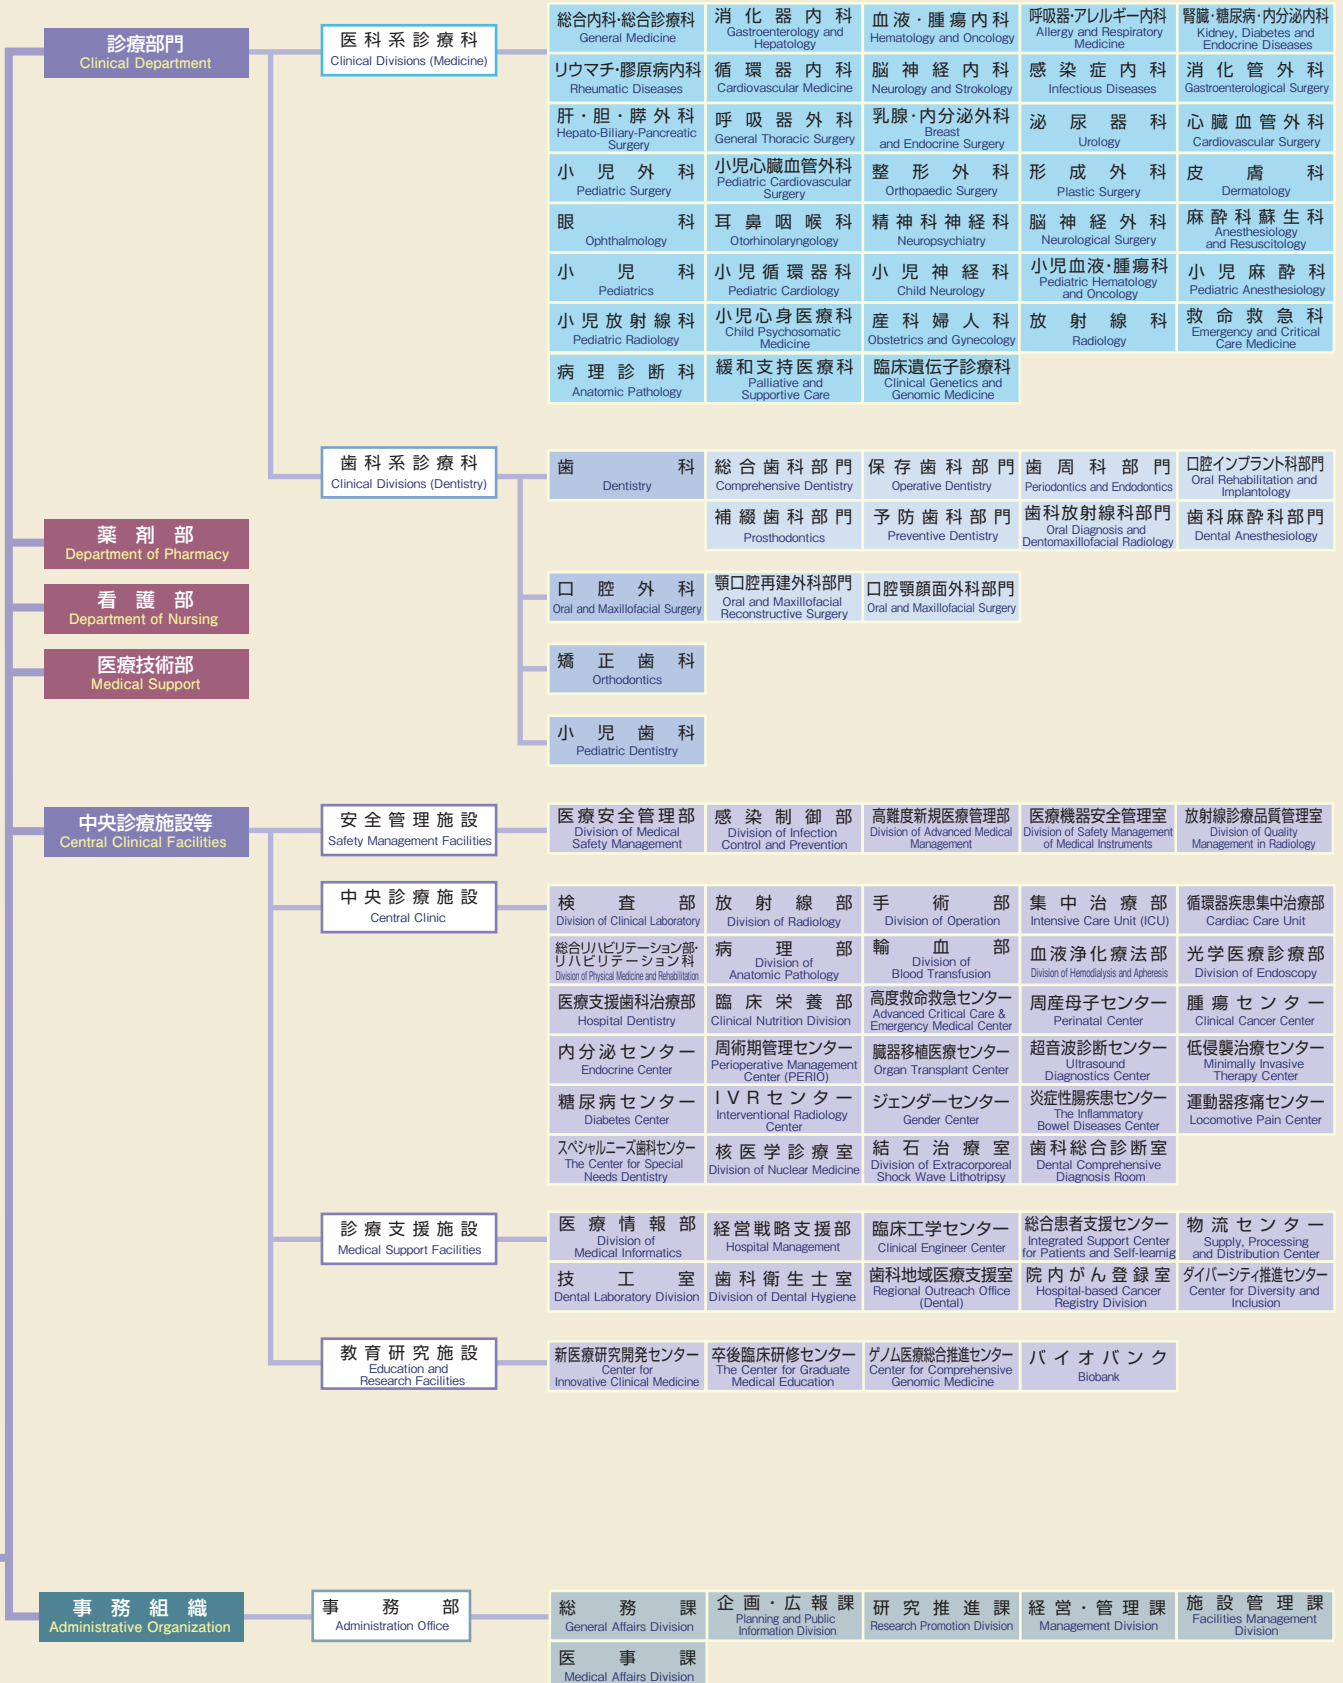 診療部門
Clinical Department
医科系診療科
Clinical Divisions (Medicine)
総合内科・総合診療科
General Medicine
消化器内科
Gastroenterology and
Hepatology
血液・腫瘍内科
Hematology and Oncology
呼吸器・アレルギー内科
Allergy and Respiratory
Medicine
腎臓・糖尿病・内分泌内科
Kidney, Diabetes and
Endocrine Diseases
リウマチ・膠原病内科
Rheumatic Diseases
循環器内科
Cardiovascular Medicine
脳神経内科
Neurology and Strokology
感染症内科
Infectious Diseases
消化管外科
Gastroenterological Surgery
肝・胆・膵外科
Hepato-Biliary-Pancreatic
Surgery
呼吸器外科
General Thoracic Surgery
乳腺・内分泌外科
Breast
and Endocrine Surgery
泌尿器科
Urology
心臓血管外科
Cardiovascular Surgery
小児外科
Pediatric Surgery
小児心臓血管外科
Pediatric Cardiovascular
Surgery
整形外科
Orthopaedic Surgery
形成外科
Plastic Surgery
皮膚科
Dermatology
眼科
Ophthalmology
耳鼻咽喉科
Otorhinolaryngology
精神科神経科
Neuropsychiatry
脳神経外科
Neurological Surgery
麻酔科蘇生科
Anesthesiology
and Resuscitology
小児科
Pediatrics
小児循環器科
Pediatric Cardiology
小児神経科
Child Neurology
小児血液・腫瘍科
Pediatric Hematology
and Oncology
小児麻酔科
Pediatric Anesthesiology
小児放射線科
Pediatric Radiology
小児心身医療科
Child Psychosomatic
Medicine
産科婦人科
Obstetrics and Gynecology
放射線科
Radiology
救命救急科
Emergency and Critical
Care Medicine
病理診断科
Anatomic Pathology
緩和支持医療科
Palliative and
Supportive Care
臨床遺伝子診療科
Clinical Genetics and
Genomic Medicine
歯科系診療科
Clinical Divisions (Dentistry)
歯科
Dentistry
総合歯科部門
Comprehensive Dentistry
保存歯科部門
Operative Dentistry
歯周科部門
Periodontics and Endodontics
口腔インプラント科部門
Oral Rehabilitation and
Implantology
補綴歯科部門
Prosthodontics
予防歯科部門
Preventive Dentistry
歯科放射線科部門
Oral Diagnosis and
Dentomaxillofacial Radiology
歯科麻酔科部門
Dental Anesthesiology
口腔外科
Oral and Maxillofacial Surgery
顎口腔再建外科部門
Oral and Maxillofacial
Reconstructive Surgery
口腔顎顔面外科部門
Oral and Maxillofacial Surgery
矯正歯科
Orthodontics
小児歯科
Pediatric Dentistry
薬剤部
Department of Pharmacy
看護部
Department of Nursing
医療技術部
Medical Support
中央診療施設等
Central Clinical Facilities
安全管理施設
Safety Management Facilities
医療安全管理部
Division of Medical
Safety Management
感染制御部
Division of Infection
Control and Prevention
高難度新規医療管理部
Division of Advanced Medical
Management
医療機器安全管理室
Division of Safety Management
of Medical Instruments
放射線診療品質管理室
Division of Quality
Management in Radiology
中央診療施設
Central Clinic
検査部
Division of Clinical Laboratory
放射線部
Division of Radiology
手術部
Division of Operation
集中治療部
Intensive Care Unit (ICU)
循環器疾患集中治療部
Cardiac Care Unit
総合リハビリテーション部・
リハビリテーション科
Division of Physical Medicine and Rehabilitation
病理部
Division of
Anatomic Pathology
輸血部
Division of
Blood Transfusion
血液浄化療法部
Division of Hemodialysis and Apheresis
光学医療診療部
Division of Endoscopy
医療支援歯科治療部
Hospital Dentistry
臨床栄養部
Clinical Nutrition Division
高度救命救急センター
Advanced Critical Care &
Emergency Medical Center
周産母子センター
Perinatal Center
腫瘍センター
Clinical Cancer Center
内分泌センター
Endocrine Center
周術期管理センター
Perioperative Management
Center (PERIO)
臓器移植医療センター
Organ Transplant Center
超音波診断センター
Ultrasound
Diagnostics Center
低侵襲治療センター
Minimally Invasive
Therapy Center
糖尿病センター
Diabetes Center
IVRセンター
Interventional Radiology
Center
ジェンダーセンター
Gender Center
炎症性腸疾患センター
The Inflammatory
Bowel Diseases Center
運動器疼痛センター
Locomotive Pain Center
スペシャルニーズ歯科センター
The Center for Special
Needs Dentistry
核医学診療室
Division of Nuclear Medicine
結石治療室
Division of Extracorporeal
Shock Wave Lithotripsy
歯科総合診断室
Dental Comprehensive
Diagnosis Room
診療支援施設
Medical Support Facilities
医療情報部
Division of
Medical Informatics
経営戦略支援部
Hospital Management
臨床工学センター
Clinical Engineer Center
総合患者支援センター
Integrated Support Center
for Patients and Self-learnig
物流センター
Supply, Processing
and Distribution Center
技工室
Dental Laboratory Division
歯科衛生士室
Division of Dental Hygiene
歯科地域医療支援室
Regional Outreach Office
(Dental)
院内がん登録室
Hospital-based Cancer
Registry Division
ダイバーシティ推進センター
Center for Diversity and
Inclusion
教育研究施設
Education and
Research Facilities
新医療研究開発センター
Center for
Innovative Clinical Medicine
卒後臨床研修センター
The Center for Graduate
Medical Education
ゲノム医療総合推進センター
Center for Comprehensive
Genomic Medicine
バイオバンク
Biobank
事務組織
Administrative Organization
事務部
Administration Office
総務課
General Affairs Division
企画・広報課
Planning and Public
Information Division
研究推進課
Research Promotion Division
経営・管理課
Management Division
施設管理課
Facilities Management
Division
医事課
Medical Affairs Division